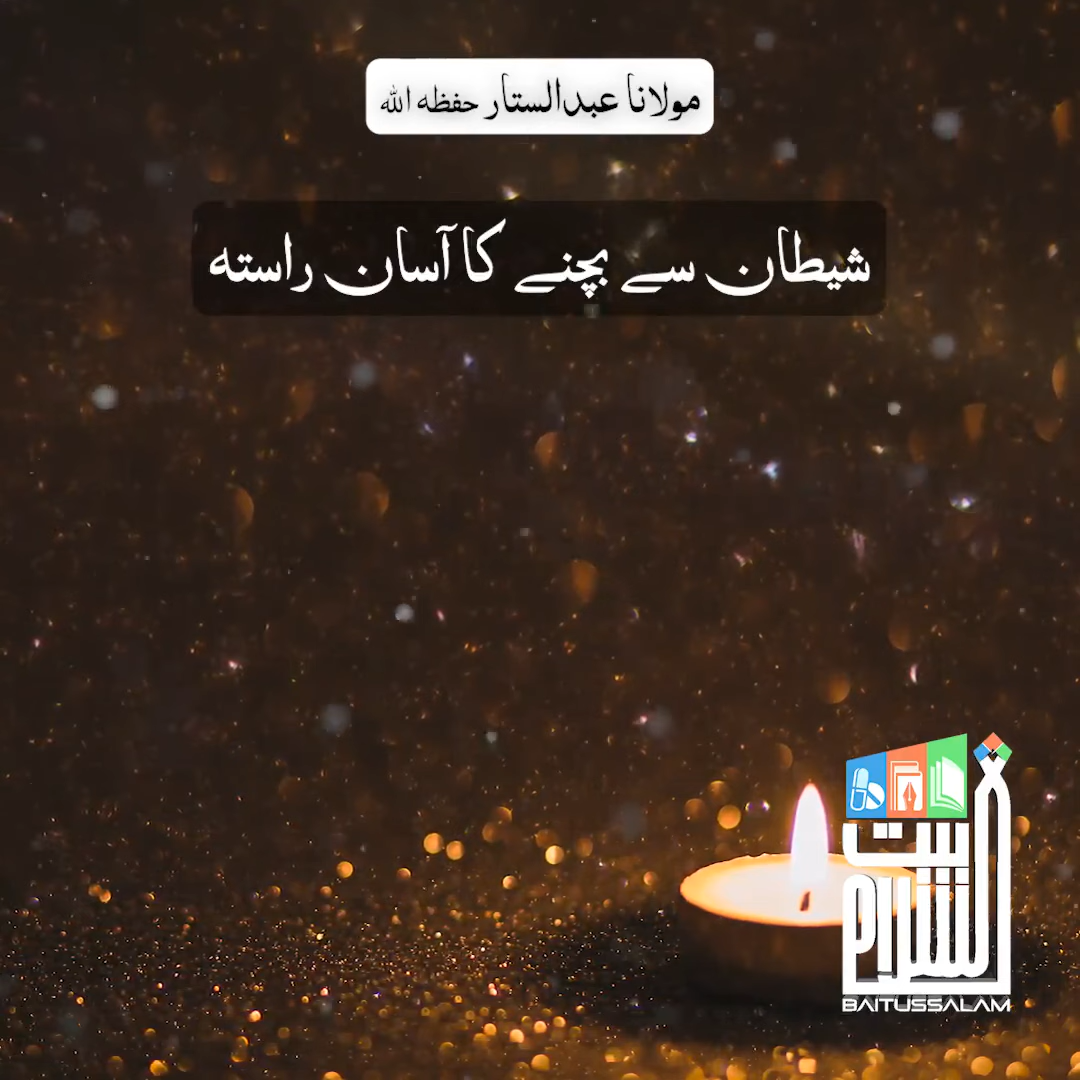 مولانا عبدالستار حفظہ اللہ
شیطان سے بچنے کا آسان راستہ
بیت السلام
BAITUSSALAM